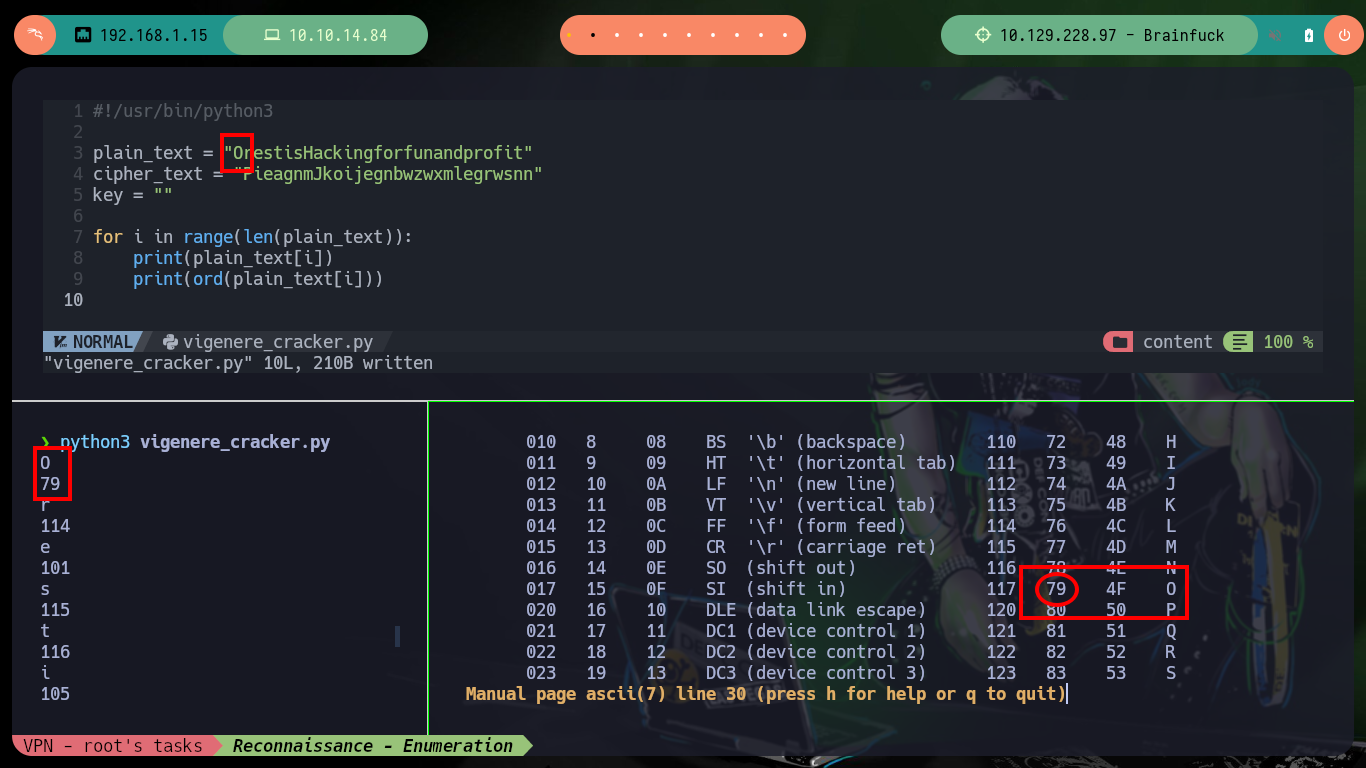 192.168.1.15 10.10.14.84 10.129.228.97 - Brainfuck
1 #!/usr/bin/python3
2
3 plain_text = "OrestisHackingforfunandprofit"
4 cipher_text = "PieagnmJkoijegnbwzwxmlegrwsnn"
5 key = ""
6
7 for i in range(len(plain_text)):
8 print(plain_text[i])
9 print(ord(plain_text[i]))
10
NORMAL vigenere_cracker.py content 100 %
"vigenere_cracker.py" 10L, 210B written
❯ python3 vigenere_cracker.py
O
79
r
114
e
101
s
115
t
116
i
105
010 8 08 BS '\b' (backspace) 110 72 48 H
011 9 09 HT '\t' (horizontal tab) 111 73 49 I
012 10 0A LF '\n' (new line) 112 74 4A J
013 11 0B VT '\v' (vertical tab) 113 75 4B K
014 12 0C FF '\f' (form feed) 114 76 4C L
015 13 0D CR '\r' (carriage ret) 115 77 4D M
016 14 0E SO (shift out) 116 78 4E N
017 15 0F SI (shift in) 117 79 4F O
020 16 10 DLE (data link escape) 120 80 50 P
021 17 11 DC1 (device control 1) 121 81 51 Q
022 18 12 DC2 (device control 2) 122 82 52 R
023 19 13 DC3 (device control 3) 123 83 53 S
Manual page ascii(7) line 30 (press h for help or q to quit)
VPN - root's tasks Reconnaissance - Enumeration